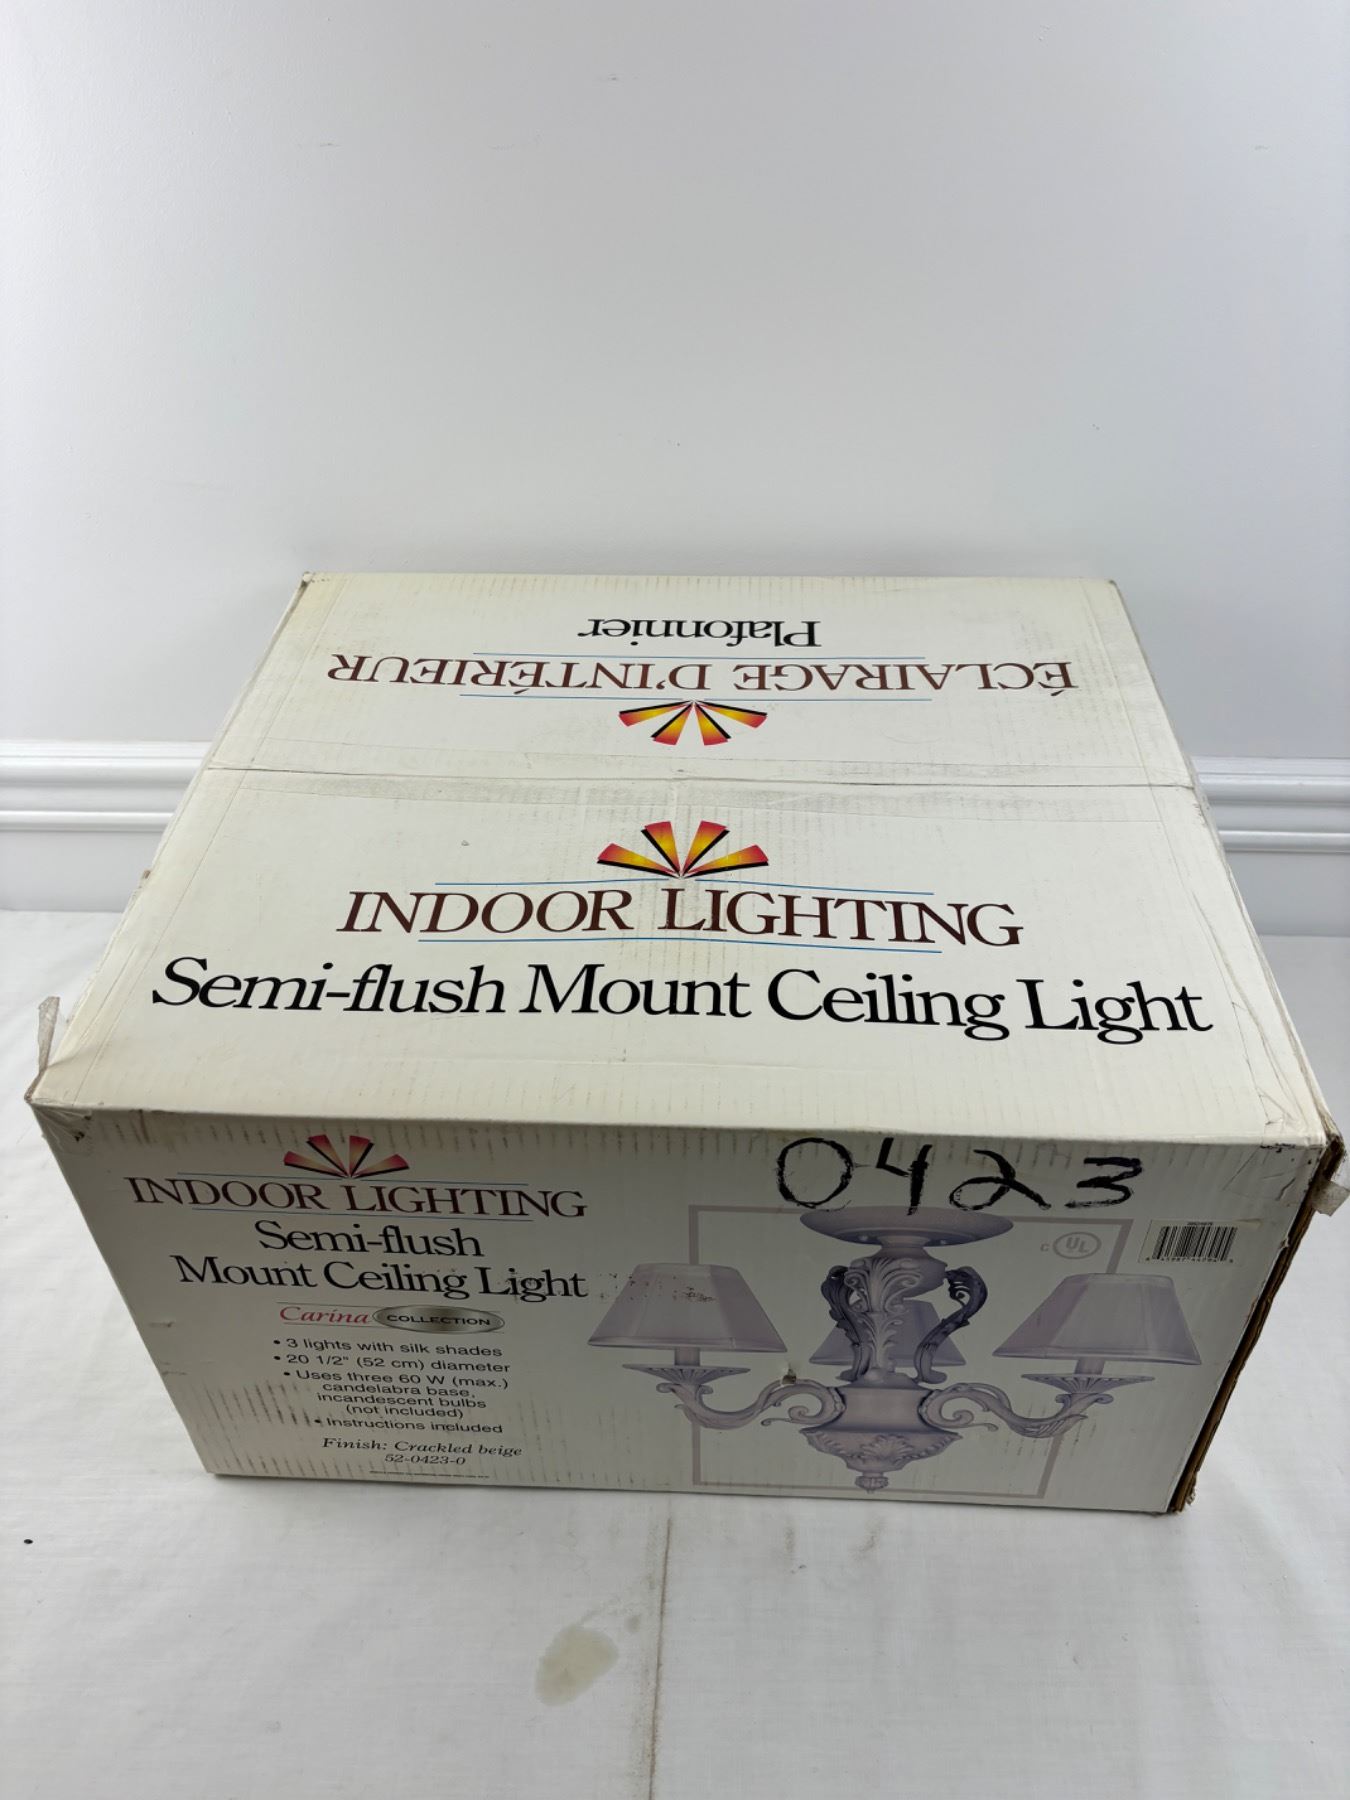 Plafonnier
ÉCLAIRAGE D'INTÉRIEUR
INDOOR LIGHTING
Semi-flush Mount Ceiling Light
0423
INDOOR LIGHTING
Semi-flush
Mount Ceiling Light
Carina COLLECTION
• 3 lights with silk shades
• 20 1/2" (52 cm) diameter
• Uses three 60 W (max.)
candelabra base,
incandescent bulbs
(not included)
• Instructions included
Finish: Crackled beige
52-0423-0
C UL